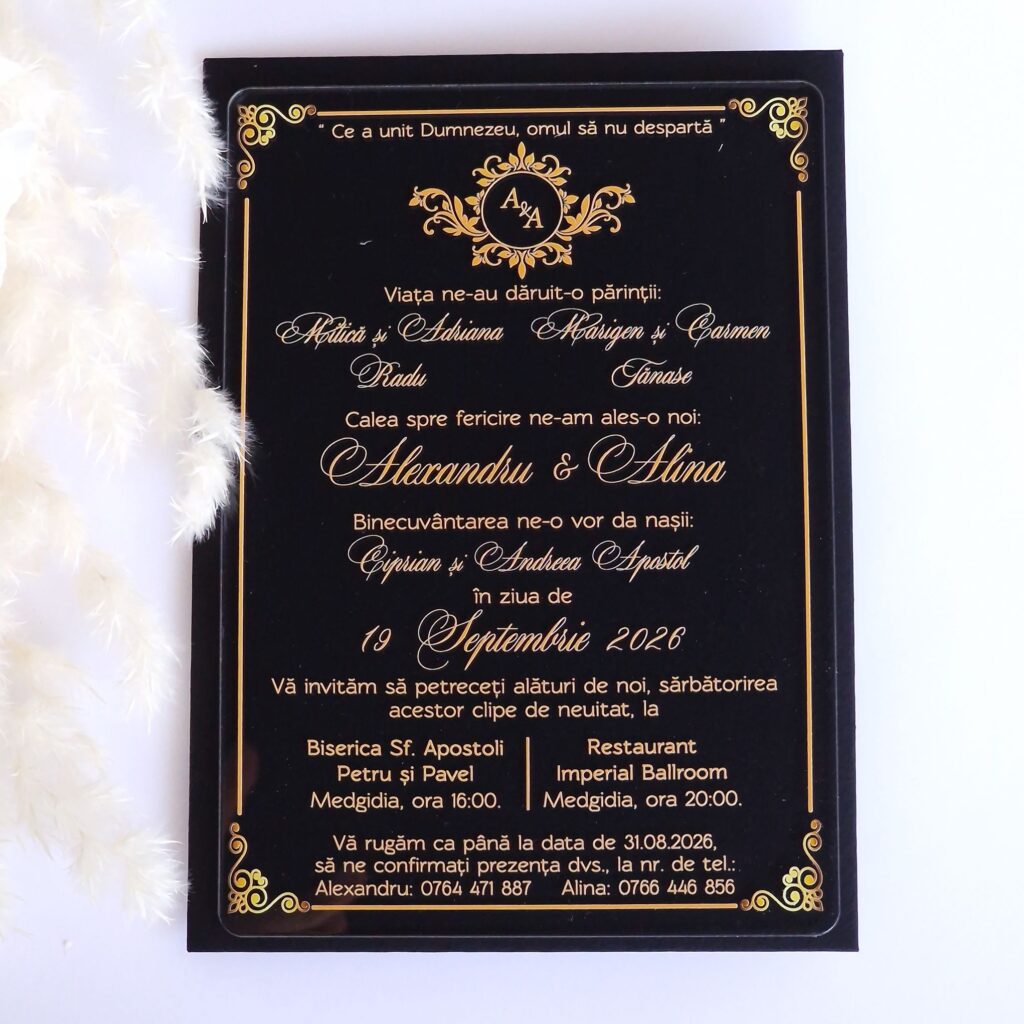 “ Ce a unit Dumnezeu, omul să nu despartă ”
A&A
Viața ne-au dăruit-o părinții:
Mitică și Adriana Marigen și Carmen
Radu Tănase
Calea spre fericire ne-am ales-o noi:
Alexandru & Alina
Binecuvântarea ne-o vor da nașii:
Ciprian și Andreea Apostol
în ziua de
19 Septembrie 2026
Vă invităm să petreceți alături de noi, sărbătorirea
acestor clipe de neuitat, la
Biserica Sf. Apostoli
Petru și Pavel
Medgidia, ora 16:00.
Restaurant
Imperial Ballroom
Medgidia, ora 20:00.
Vă rugăm ca până la data de 31.08.2026,
să ne confirmați prezența dvs., la nr. de tel.:
Alexandru: 0764 471 887 Alina: 0766 446 856